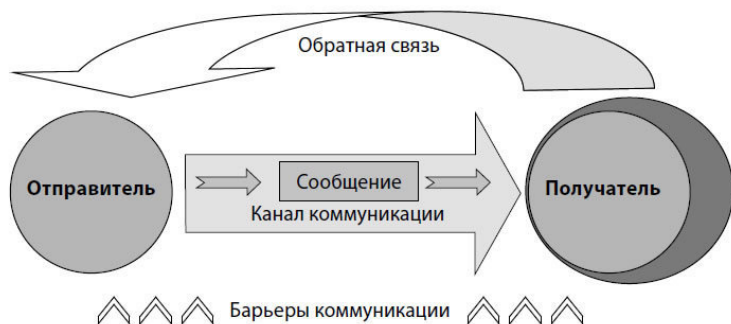 Обратная связь
Отправитель
Сообщение
Получатель
Канал коммуникации
Барьеры коммуникации